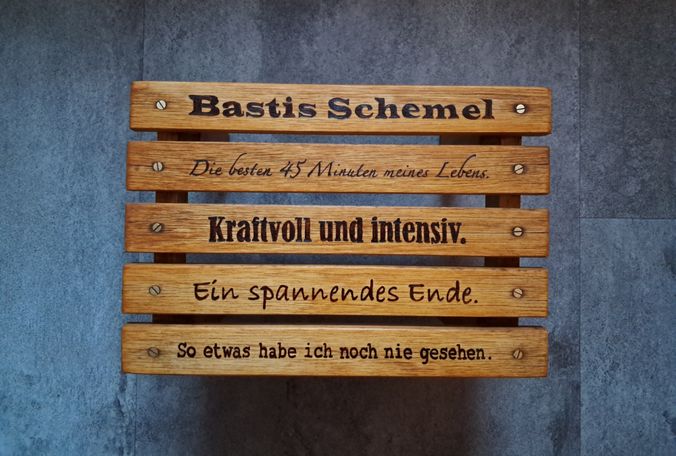 Bastis Schemel
Die besten 45 Minuten meines Lebens.
Kraftvoll und intensiv.
Ein spannendes Ende.
So etwas habe ich noch nie gesehen.